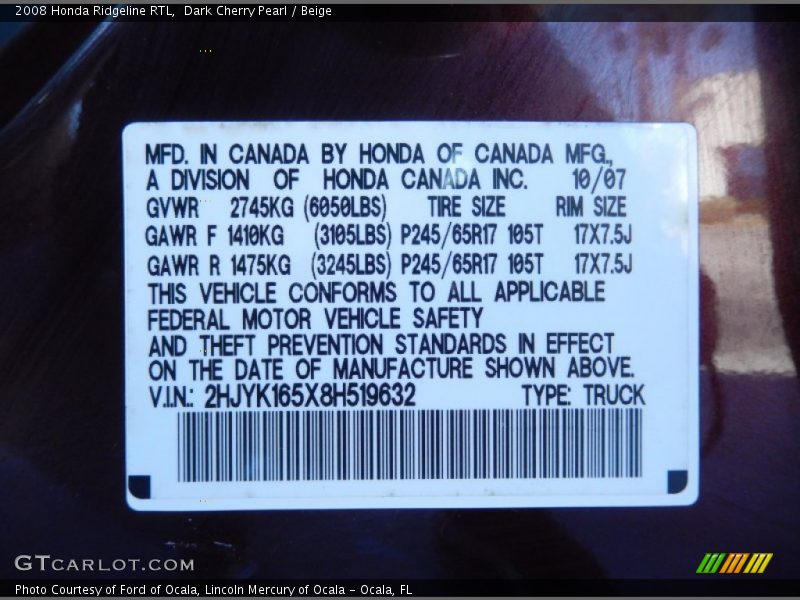 2008 Honda Ridgeline RTL, Dark Cherry Pearl / Beige
MFD. IN CANADA BY HONDA OF CANADA MFG.,
A DIVISION OF HONDA CANADA INC. 10/07
GVWR 2745KG (6050LBS) TIRE SIZE RIM SIZE
GAWR F 1410KG (3105LBS) P245/65R17 105T 17X7.5J
GAWR R 1475KG (3245LBS) P245/65R17 105T 17X7.5J
THIS VEHICLE CONFORMS TO ALL APPLICABLE
FEDERAL MOTOR VEHICLE SAFETY
AND THEFT PREVENTION STANDARDS IN EFFECT
ON THE DATE OF MANUFACTURE SHOWN ABOVE.
V.I.N.: 2HJYK165X8H519632 TYPE: TRUCK
GTCARLOT.COM
Photo Courtesy of Ford of Ocala, Lincoln Mercury of Ocala - Ocala, FL